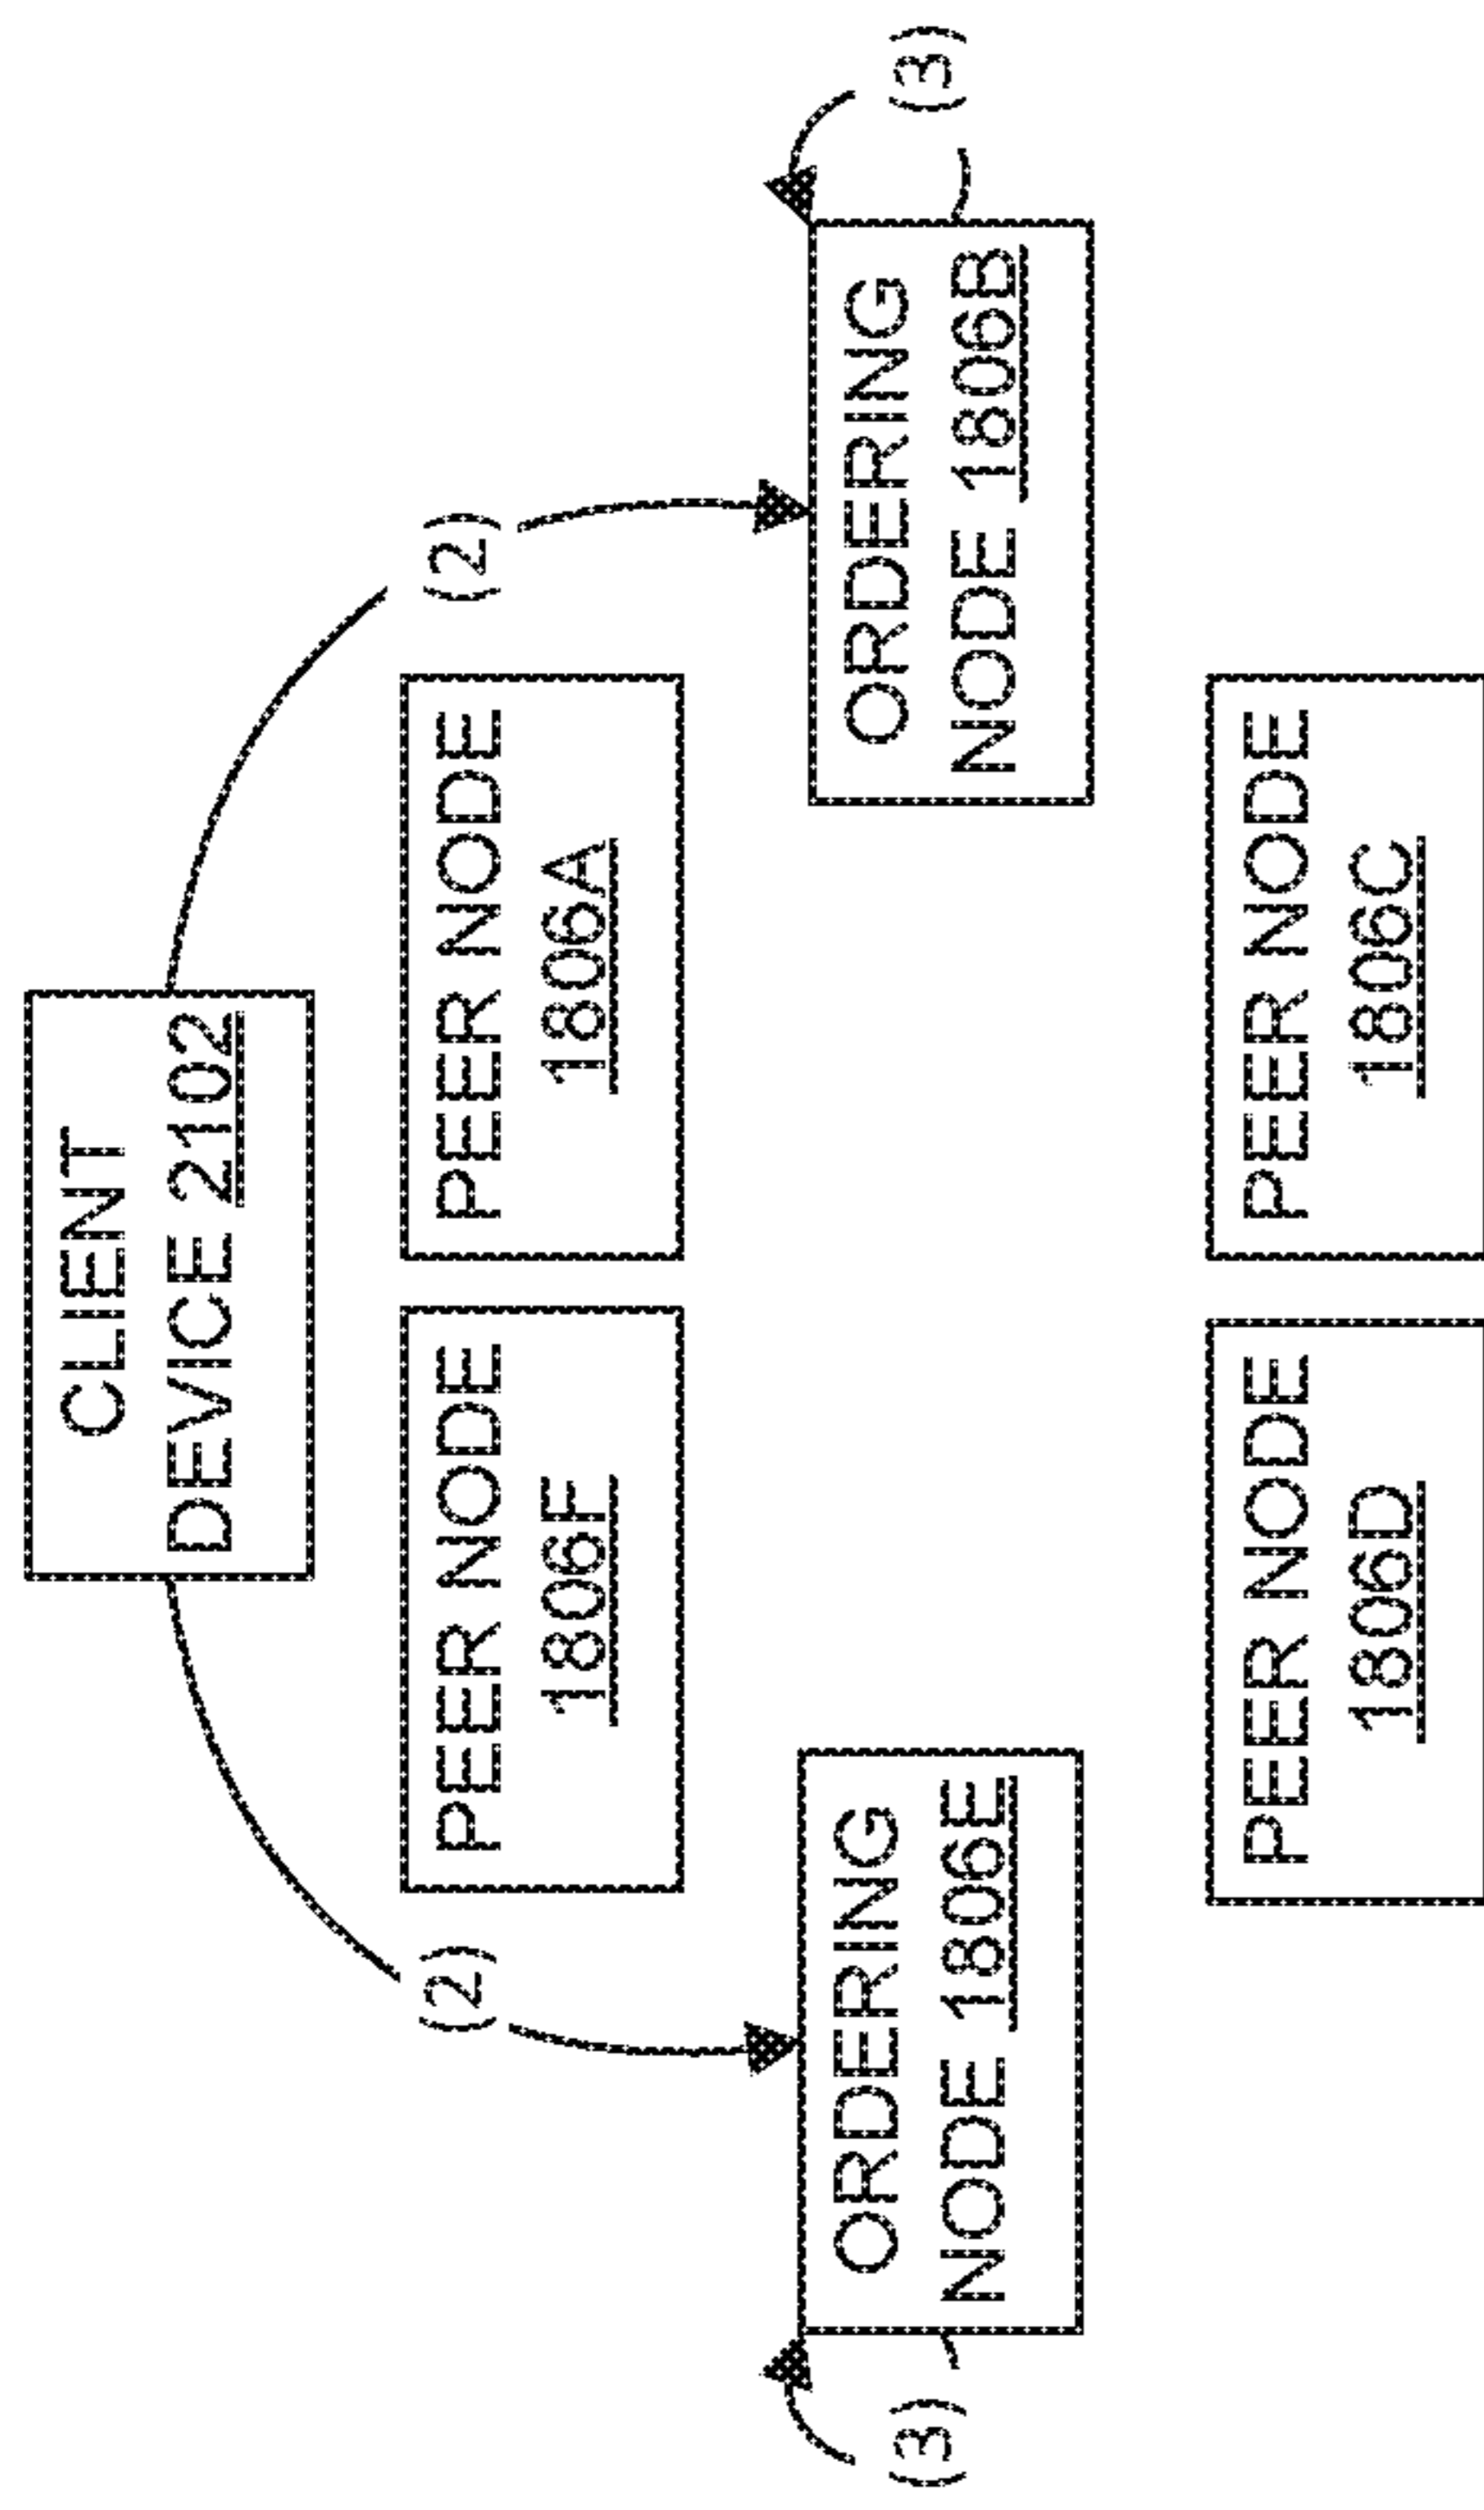 CLIENT
DEVICE 2102
(2)
(2)
PEER NODE
1806F
PEER NODE
1806A
(3)
ORDERING
NODE 1806E
ORDERING
NODE 1806B
(3)
PEER NODE
1806D
PEER NODE
1806C